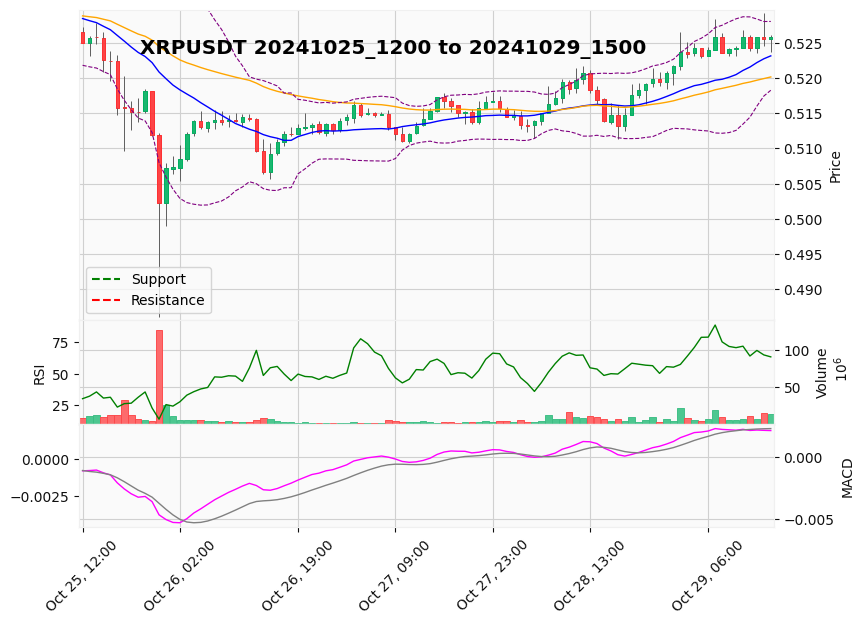 XRPUSDT 20241025_1200 to 20241029_1500
0.525
0.520
0.515
0.510
0.505
0.500
0.495
0.490
Price
Support
Resistance
75
50
25
RSI
100
50
Volume
10^6
0.0000
−0.0025
0.000
−0.005
MACD
Oct 25, 12:00
Oct 26, 02:00
Oct 26, 19:00
Oct 27, 09:00
Oct 27, 23:00
Oct 28, 13:00
Oct 29, 06:00